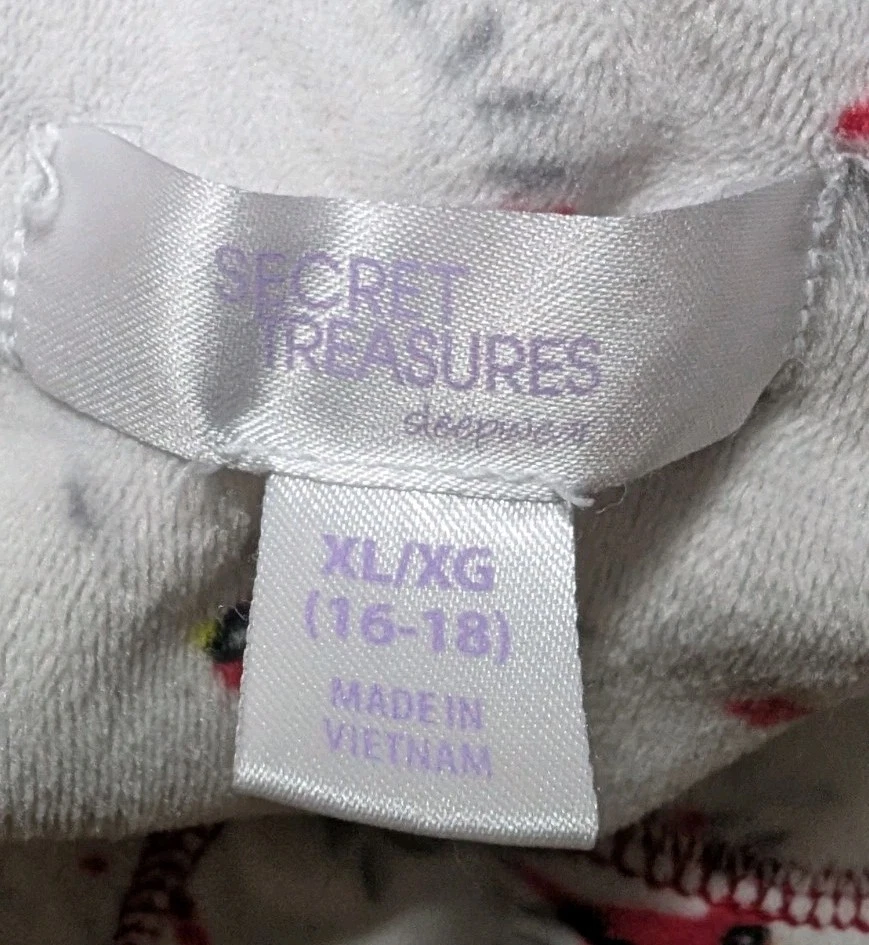 SECRET
TREASURES
sleepwear
XL/XG
(16-18)
MADE IN
VIETNAM